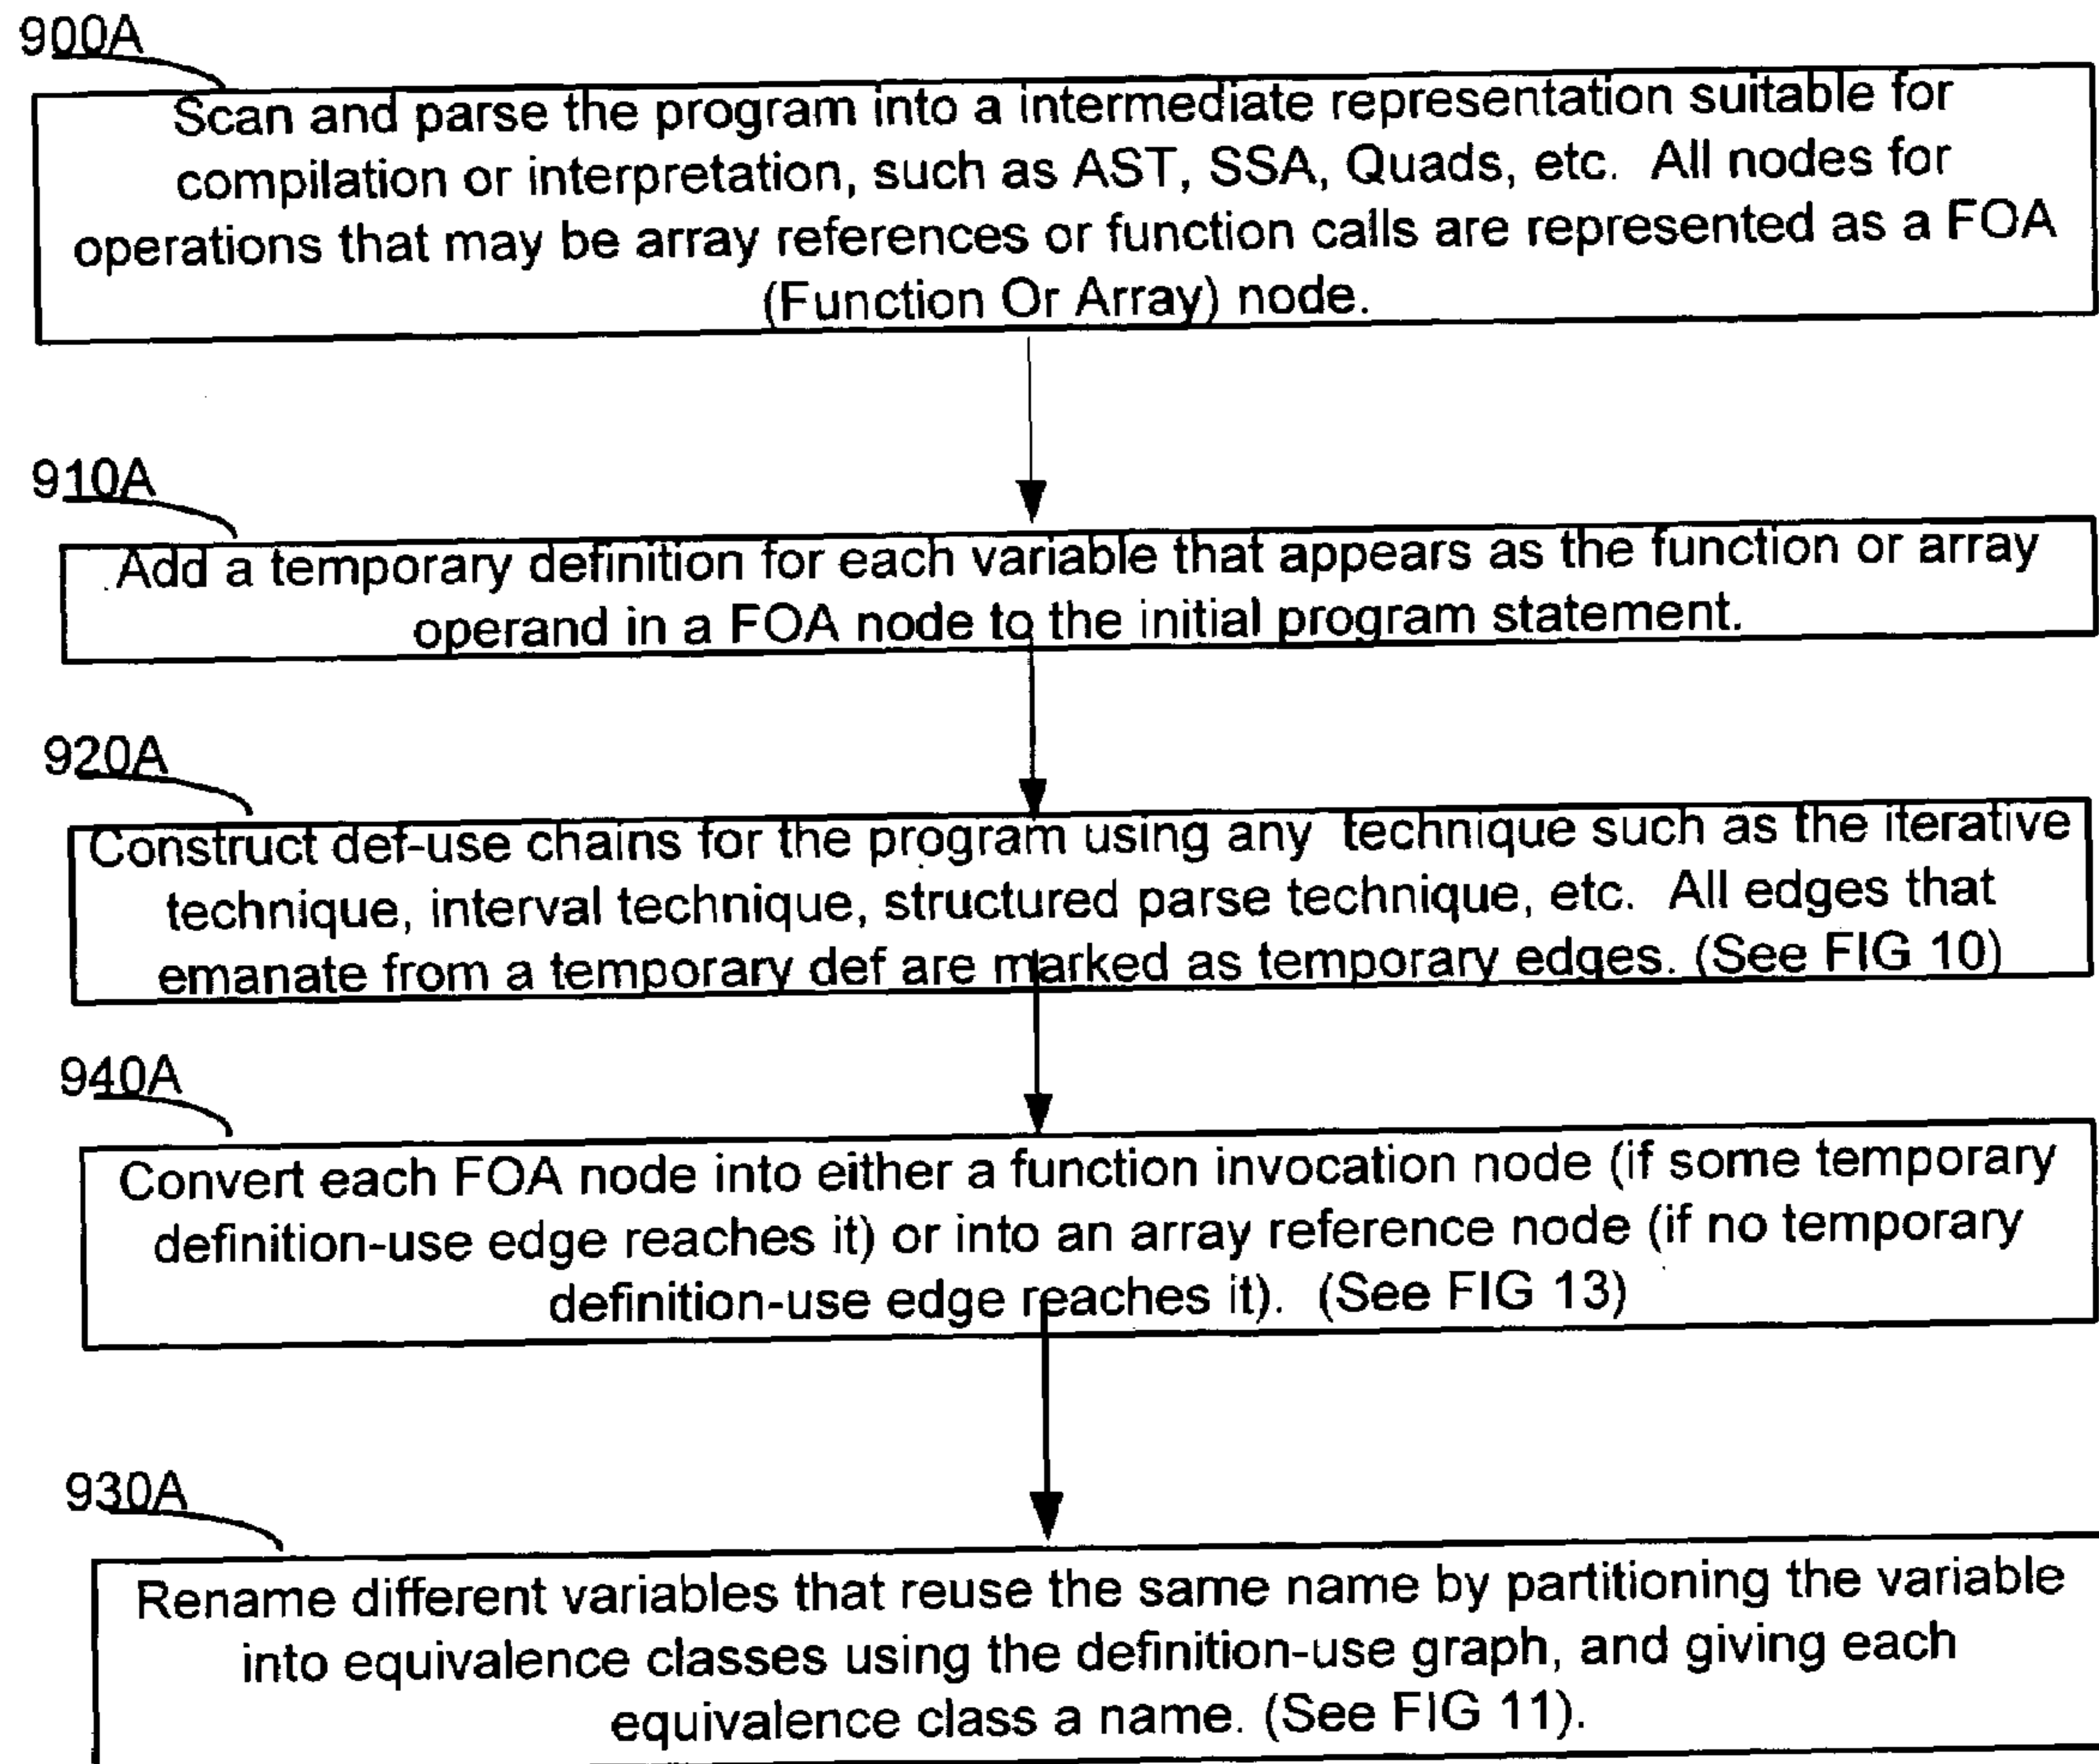 900A
Scan and parse the program into a intermediate representation suitable for
compilation or interpretation, such as AST, SSA, Quads, etc.  All nodes for
operations that may be array references or function calls are represented as a FOA
(Function Or Array) node.
910A
Add a temporary definition for each variable that appears as the function or array
operand in a FOA node to the initial program statement.
920A
Construct def-use chains for the program using any  technique such as the iterative
technique, interval technique, structured parse technique, etc.  All edges that
emanate from a temporary def are marked as temporary edges. (See FIG 10)
940A
Convert each FOA node into either a function invocation node (if some temporary
definition-use edge reaches it) or into an array reference node (if no temporary
definition-use edge reaches it).  (See FIG 13)
930A
Rename different variables that reuse the same name by partitioning the variable
into equivalence classes using the definition-use graph, and giving each
equivalence class a name. (See FIG 11).